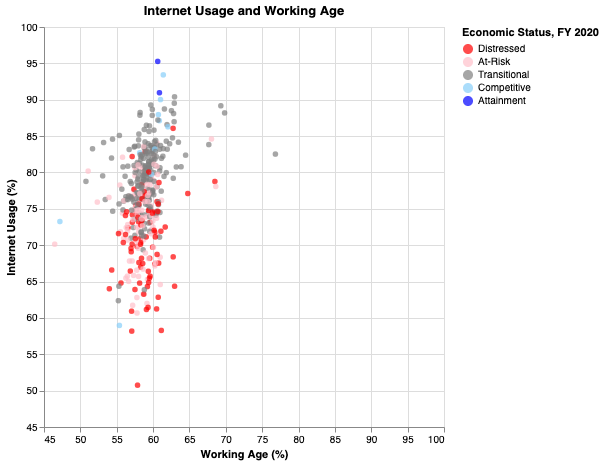 Internet Usage and Working Age
100
95
90
85
80
75
70
65
60
55
50
45
Internet Usage (%)
45 50 55 60 65 70 75 80 85 90 95 100
Working Age (%)
Economic Status, FY 2020
Distressed
At-Risk
Transitional
Competitive
Attainment